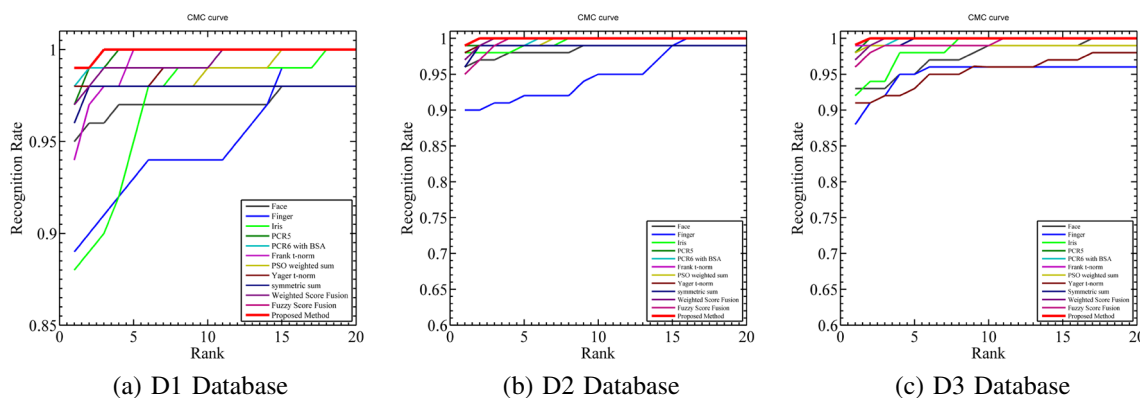 CMC curve
1
0.95
0.9
0.85
Recognition Rate
0
5
10
15
20
Rank
Face
Finger
Iris
PCR5
PCR6 with BSA
Frank t-norm
PSO weighted sum
Yager t-norm
symmetric sum
Weighted Score Fusion
Fuzzy Score Fusion
Proposed Method
(a) D1 Database
CMC curve
1
0.95
0.9
0.85
0.8
0.75
0.7
0.65
0.6
Recognition Rate
0
5
10
15
20
Rank
Face
Finger
Iris
PCR5
PCR6 with BSA
Frank t-norm
PSO weighted sum
Yager t-norm
symmetric sum
Weighted Score Fusion
Fuzzy Score Fusion
Proposed Method
(b) D2 Database
CMC curve
1
0.95
0.9
0.85
0.8
0.75
0.7
0.65
0.6
Recognition Rate
0
5
10
15
20
Rank
Face
Finger
Iris
PCR5
PCR6 with BSA
Frank t-norm
PSO weighted sum
Yager t-norm
Symmetric sum
Weighted Score Fusion
Fuzzy Score Fusion
Proposed Method
(c) D3 Database